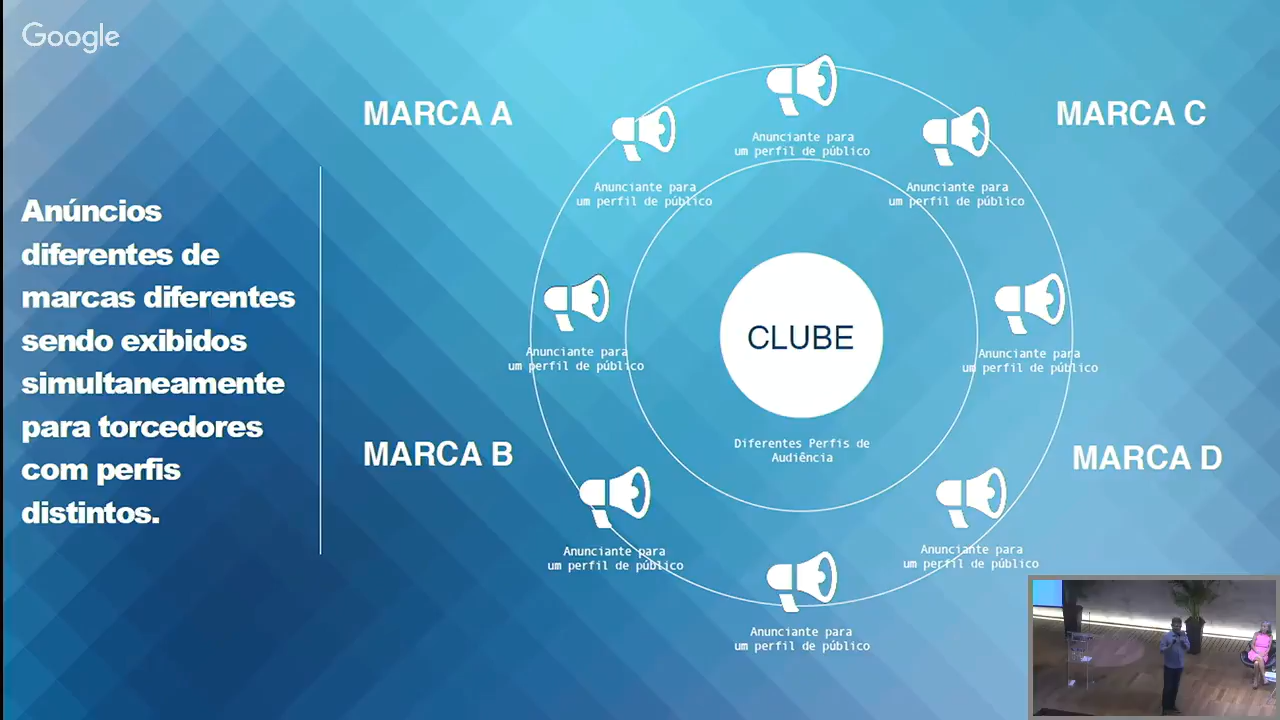 Google
Anúncios
diferentes de
marcas diferentes
sendo exibidos
simultaneamente
para torcedores
com perfis
distintos.
MARCA A
MARCA C
Anunciante para
um perfil de público
Anunciante para
um perfil de público
Anunciante para
um perfil de público
CLUBE
Anunciante para
um perfil de público
Anunciante para
um perfil de público
Diferentes Perfis de
Audiência
MARCA B
MARCA D
Anunciante para
um perfil de público
Anunciante para
um perfil de público
Anunciante para
um perfil de público